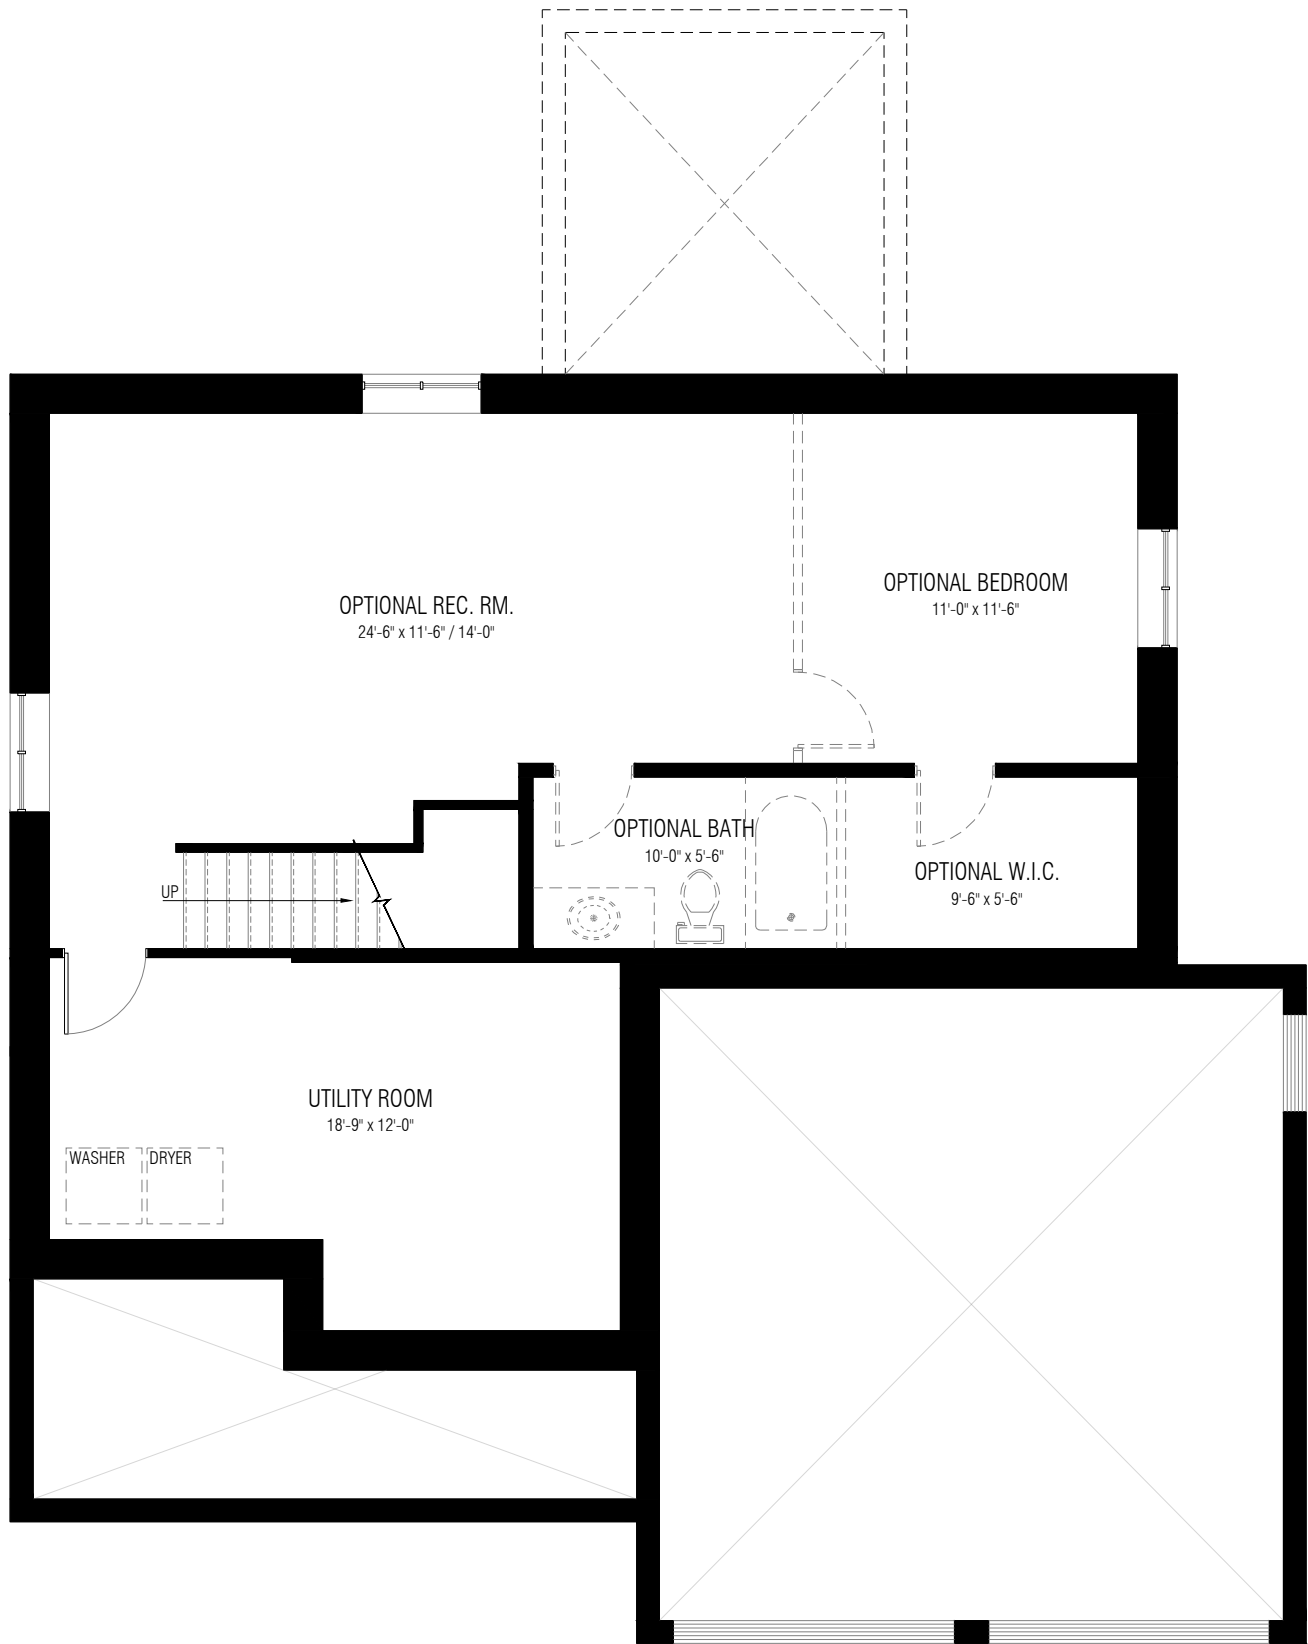 OPTIONAL BEDROOM
11'-0" x 11'-6"
OPTIONAL REC. RM.
24'-6" x 11'-6" / 14'-0"
OPTIONAL BATH
10'-0" x 5'-6"
OPTIONAL W.I.C.
9'-6" x 5'-6"
UP
UTILITY ROOM
18'-9" x 12'-0"
WASHER
DRYER